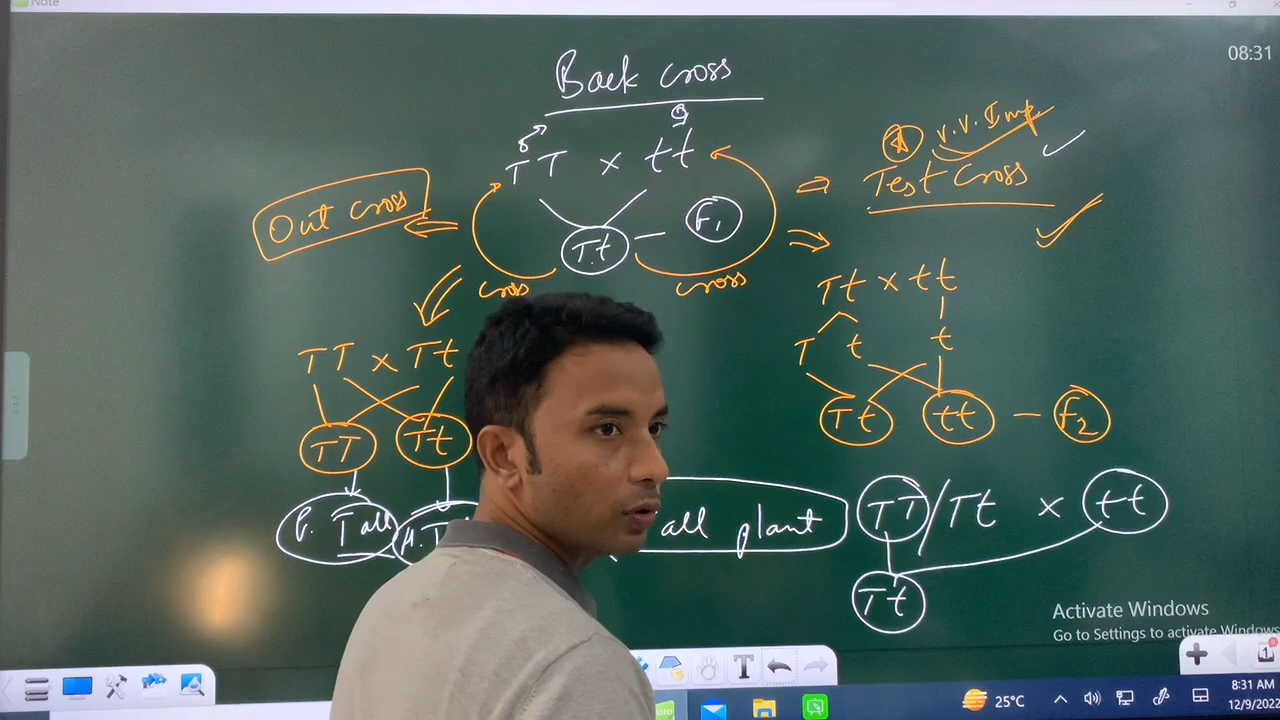 Note
08:31
Back cross
♂ ♀
TT x tt
V.V. Imp.
Test Cross
Out cross
Tt — F1
cross
cross
TT x Tt
Tt x tt
T t t
TT Tt
Tt tt — F2
P. Tall
all plant
TT/Tt x tt
Tt
Activate Windows
Go to Settings to activate Windows
T
25°C
8:31 AM
12/9/2022